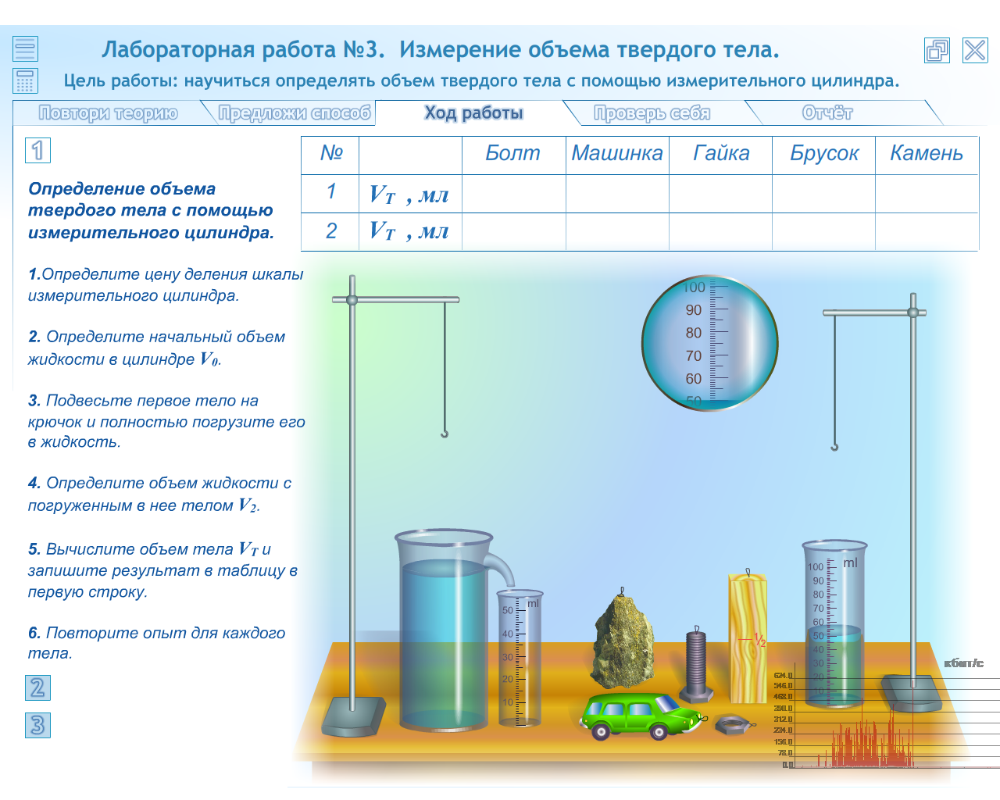 Лабораторная работа №3. Измерение объема твердого тела.
Цель работы: научиться определять объем твердого тела с помощью измерительного цилиндра.
Повтори теорию Предложи способ Ход работы Проверь себя Отчёт
1
Определение объема
твердого тела с помощью
измерительного цилиндра.
1.Определите цену деления шкалы
измерительного цилиндра.
2. Определите начальный объем
жидкости в цилиндре V0.
3. Подвесьте первое тело на
крючок и полностью погрузите его
в жидкость.
4. Определите объем жидкости с
погруженным в нее телом V2.
5. Вычислите объем тела VT и
запишите результат в таблицу в
первую строку.
6. Повторите опыт для каждого
тела.
2
3
№ Болт Машинка Гайка Брусок Камень
1 VT , мл
2 VT , мл
100
90
80
70
60
50
ml
50
40
30
20
10
1/2
ml
100
90
80
70
60
50
40
30
20
10
кбит/с
624.0
546.0
468.0
390.0
312.0
234.0
156.0
78.0
0.0